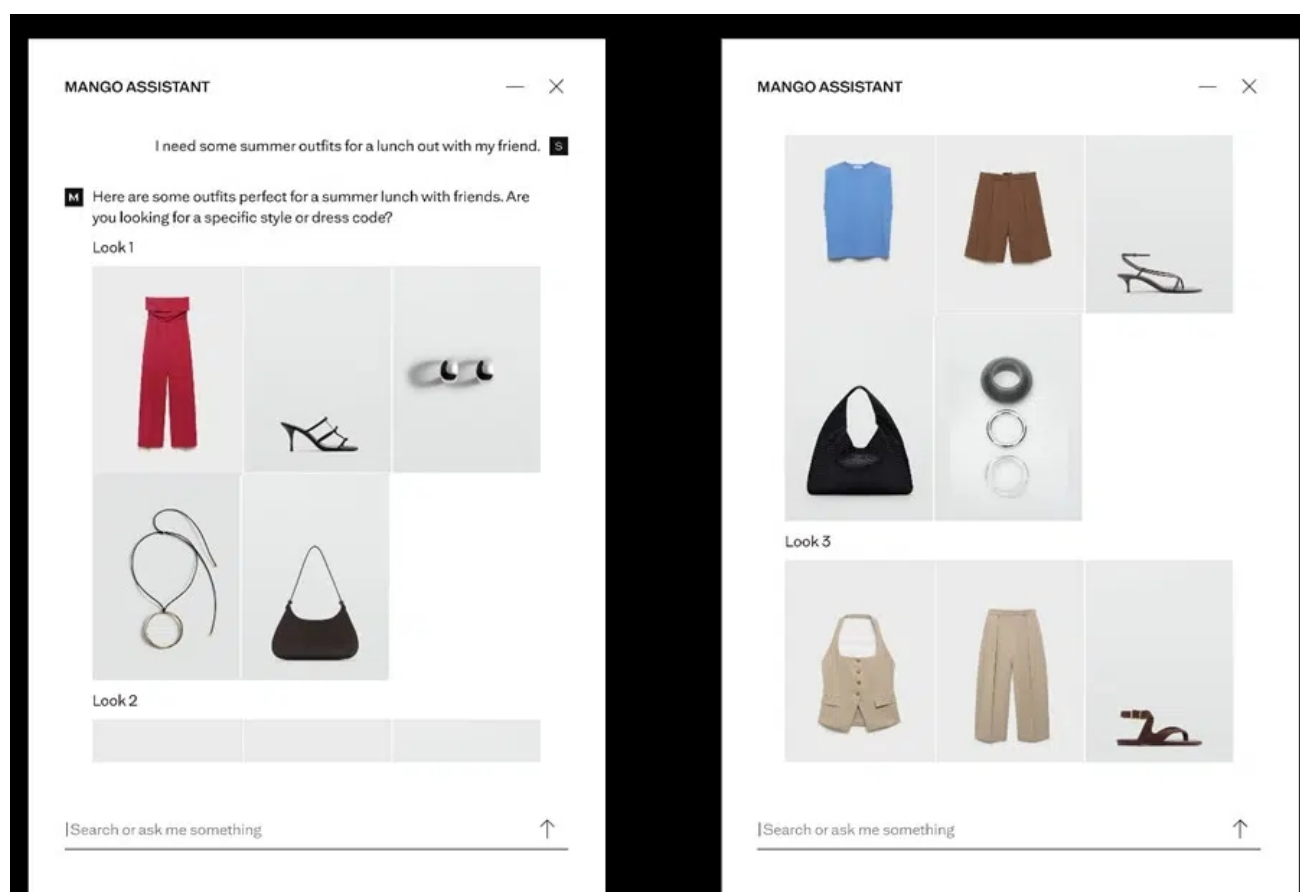 MANGO ASSISTANT
I need some summer outfits for a lunch out with my friend.
S
M
Here are some outfits perfect for a summer lunch with friends. Are
you looking for a specific style or dress code?
Look 1
Look 2
Search or ask me something
MANGO ASSISTANT
Look 3
Search or ask me something